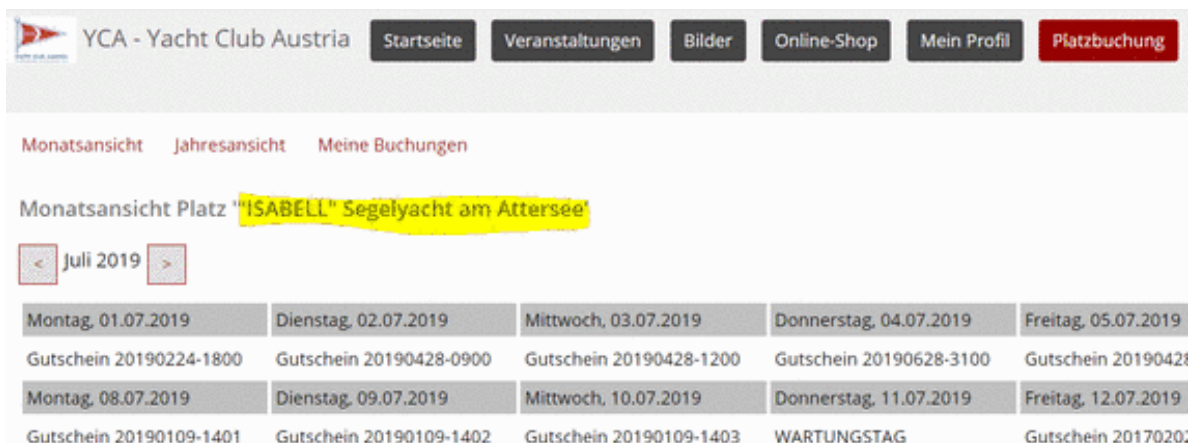 YCA - Yacht Club Austria Startseite Veranstaltungen Bilder Online-Shop Mein Profil Platzbuchung
Monatsansicht Jahresansicht Meine Buchungen
Monatsansicht Platz '"ISABELL" Segelyacht am Attersee'
< Juli 2019 >
Montag, 01.07.2019 Dienstag, 02.07.2019 Mittwoch, 03.07.2019 Donnerstag, 04.07.2019 Freitag, 05.07.2019
Gutschein 20190224-1800 Gutschein 20190428-0900 Gutschein 20190428-1200 Gutschein 20190628-3100 Gutschein 20190428
Montag, 08.07.2019 Dienstag, 09.07.2019 Mittwoch, 10.07.2019 Donnerstag, 11.07.2019 Freitag, 12.07.2019
Gutschein 20190109-1401 Gutschein 20190109-1402 Gutschein 20190109-1403 WARTUNGSTAG Gutschein